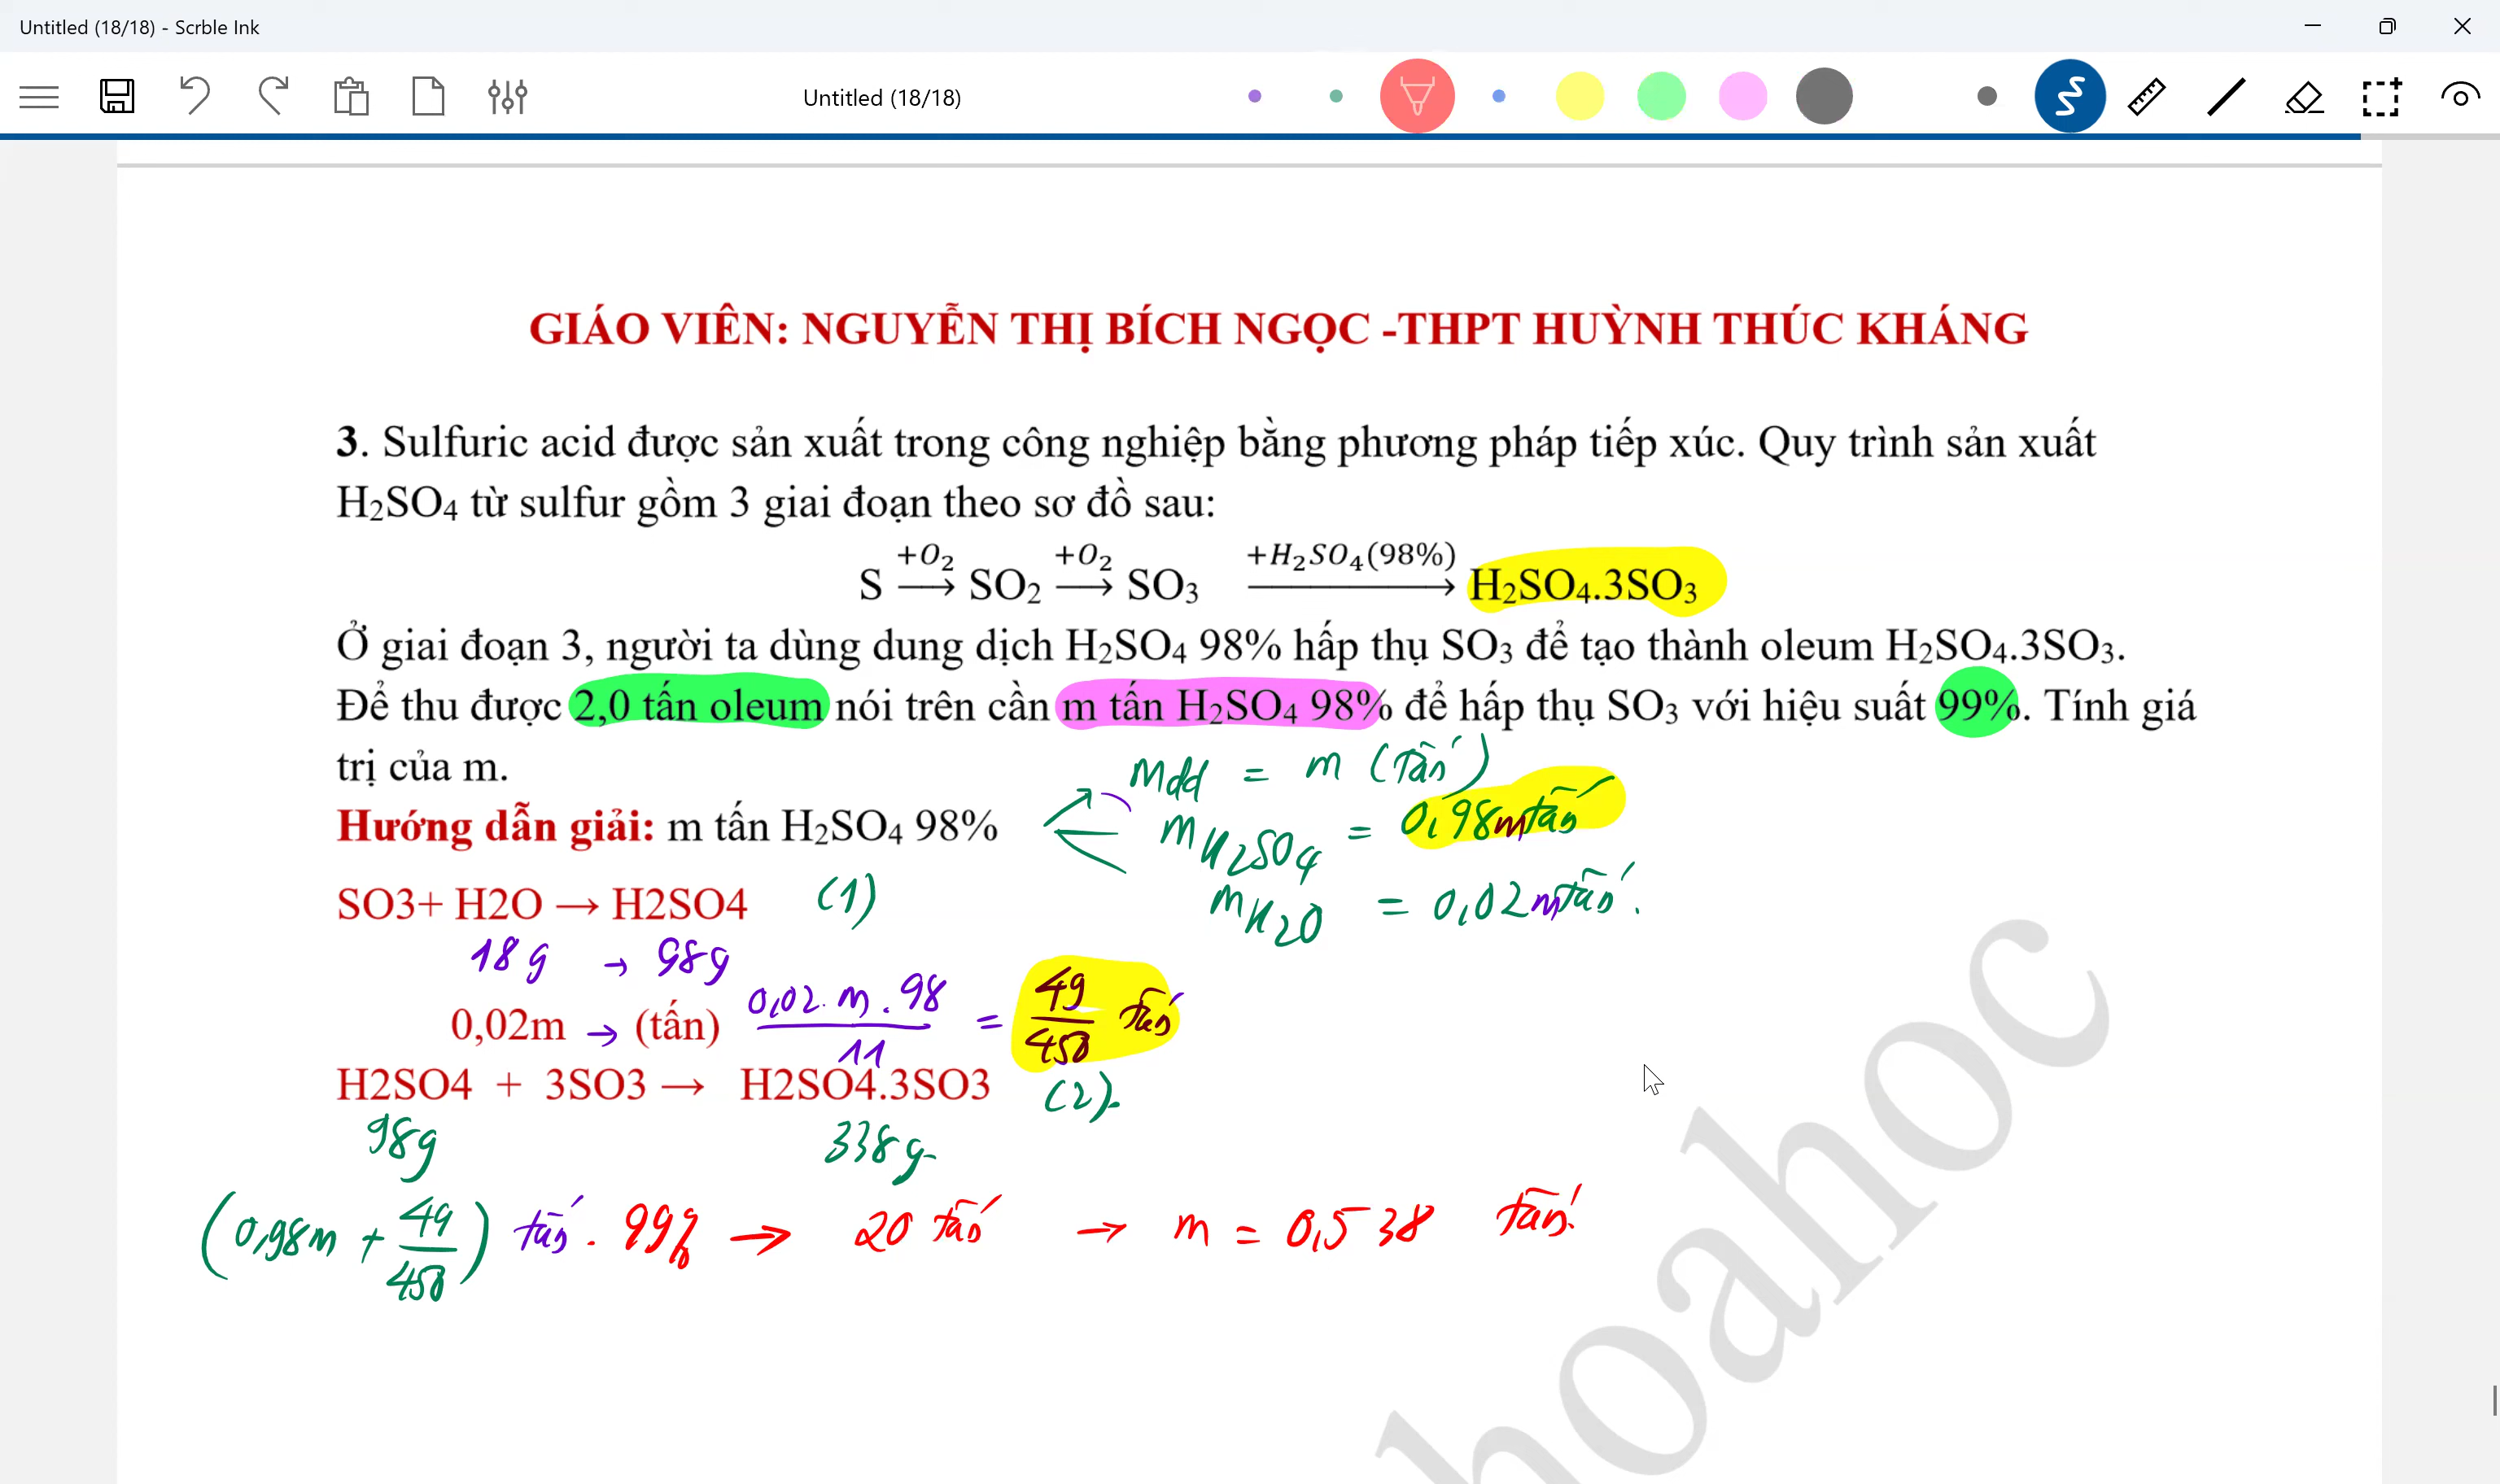 Untitled (18/18) - Scrble Ink
Untitled (18/18)
GIÁO VIÊN: NGUYỄN THỊ BÍCH NGỌC -THPT HUỲNH THÚC KHÁNG
3. Sulfuric acid được sản xuất trong công nghiệp bằng phương pháp tiếp xúc. Quy trình sản xuất
H₂SO₄ từ sulfur gồm 3 giai đoạn theo sơ đồ sau:
+O₂ +O₂ +H₂SO₄(98%)
S ⟶ SO₂ ⟶ SO₃ ⟶ H₂SO₄.3SO₃
Ở giai đoạn 3, người ta dùng dung dịch H₂SO₄ 98% hấp thụ SO₃ để tạo thành oleum H₂SO₄.3SO₃.
Để thu được 2,0 tấn oleum nói trên cần m tấn H₂SO₄ 98% để hấp thụ SO₃ với hiệu suất 99%. Tính giá
trị của m.
mdd = m (Tấn)
Hướng dẫn giải: m tấn H₂SO₄ 98%
mH2SO4 = 0,98m tấn
SO3+ H2O → H2SO4 (1)
mH2O = 0,02m Tấn.
18g → 98g
0,02m → (tấn) 0,02.m.98 / 11 = 49/450 Tấn
H2SO4 + 3SO3 → H2SO4.3SO3 (2).
98g 338g.
(0,98m + 49/450) tấn . 99% → 20 tấn → m = 0,538 Tấn.
hoahoc